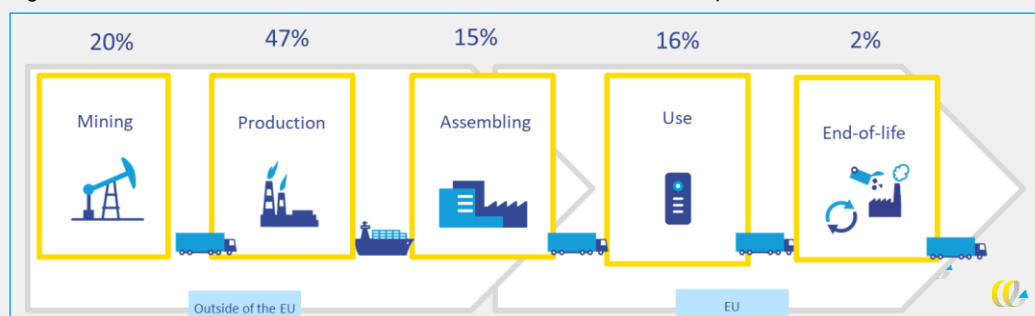 20% 47% 15% 16% 2%
Mining Production Assembling Use End-of-life
Outside of the EU EU